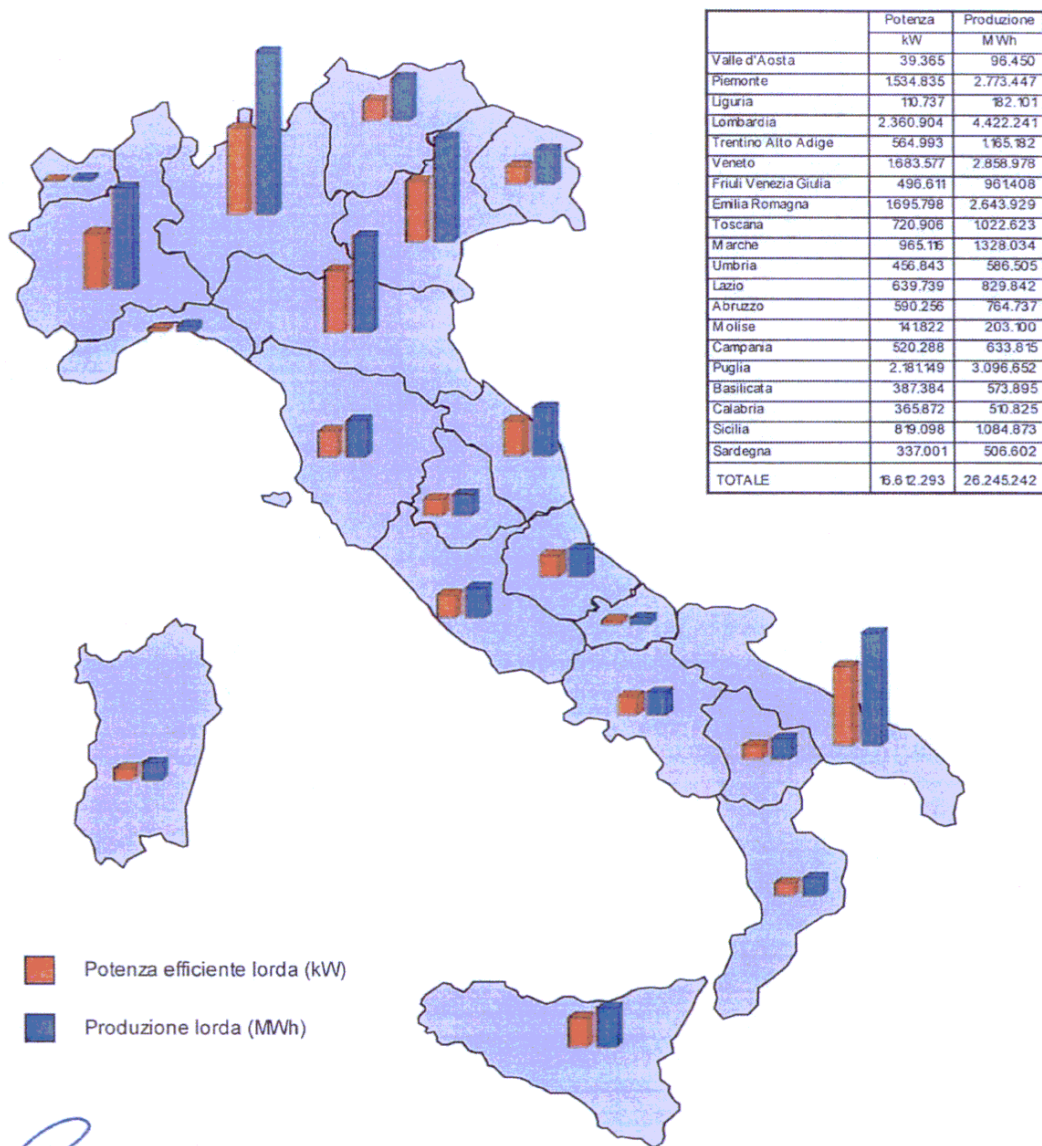 Potenza Produzione
kW MWh
Valle d'Aosta 39.365 96.450
Piemonte 1.534.835 2.773.447
Liguria 110.737 182.101
Lombardia 2.360.904 4.422.241
Trentino Alto Adige 564.993 1.165.182
Veneto 1.683.577 2.858.978
Friuli Venezia Giulia 496.611 961.408
Emilia Romagna 1.695.798 2.643.929
Toscana 720.906 1.022.623
Marche 965.116 1.328.034
Umbria 456.843 586.505
Lazio 639.739 829.842
Abruzzo 590.256 764.737
Molise 141.822 203.100
Campania 520.288 633.815
Puglia 2.181.149 3.096.652
Basilicata 387.384 573.895
Calabria 365.872 510.825
Sicilia 819.098 1.084.873
Sardegna 337.001 506.602
TOTALE 16.612.293 26.245.242
Potenza efficiente lorda (kW)
Produzione lorda (MWh)